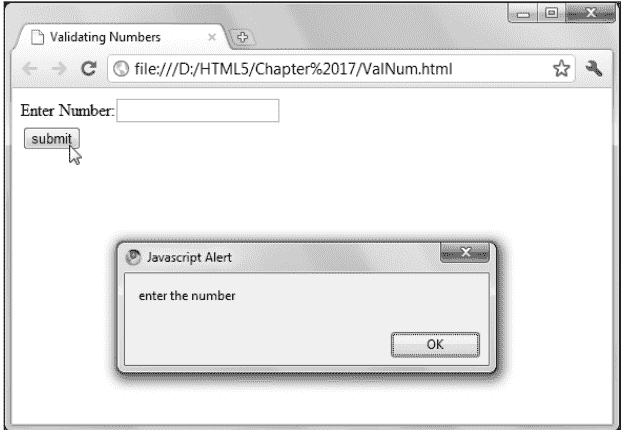 Validating Numbers
file:///D:/HTML5/Chapter%2017/ValNum.html
Enter Number:
submit
Javascript Alert
enter the number
OK